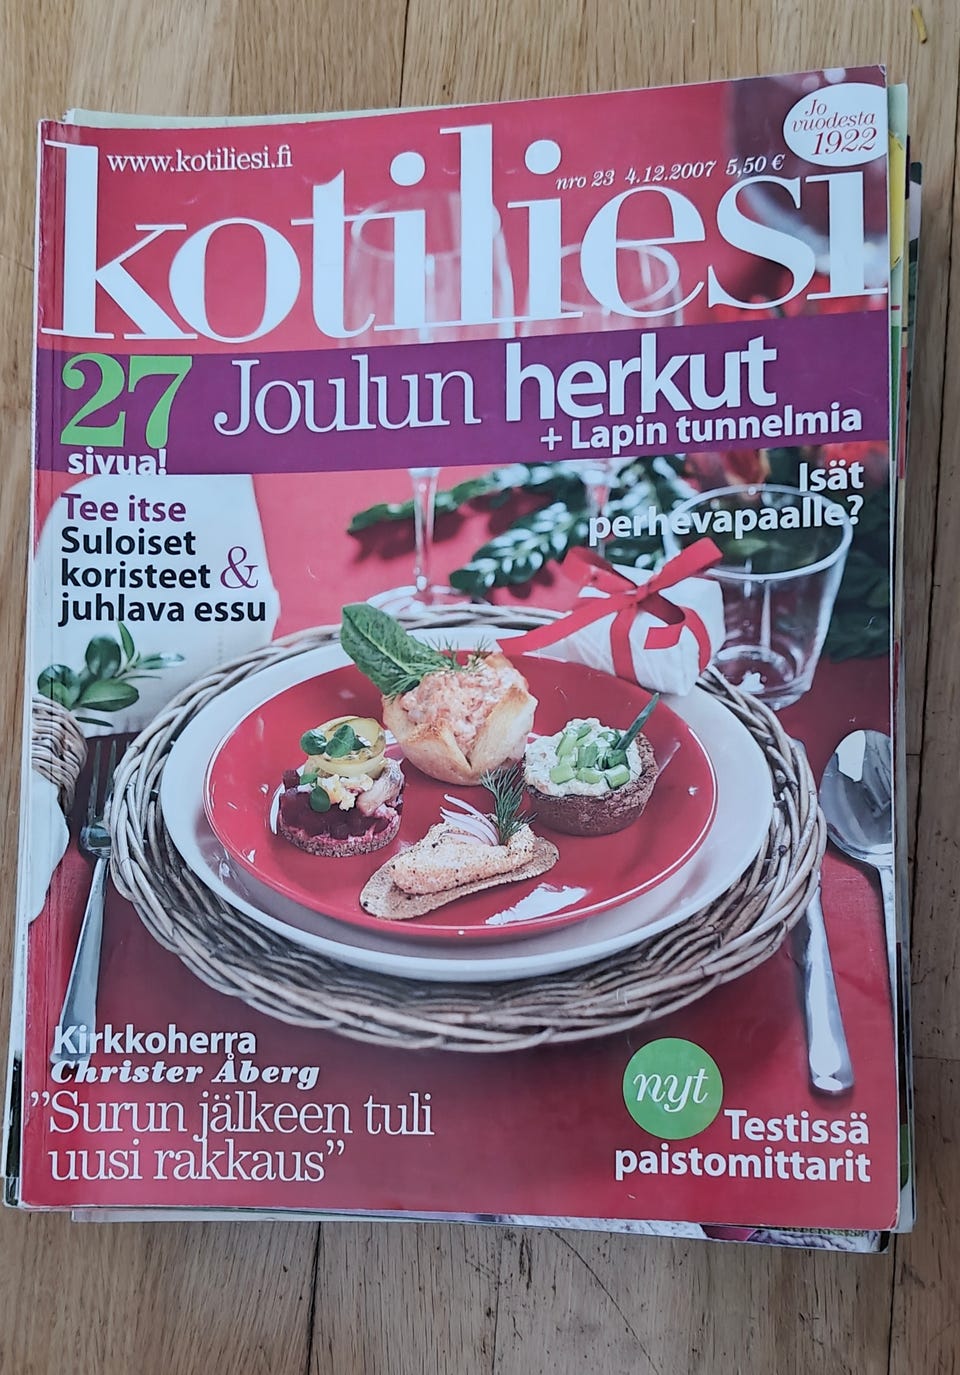 Jo
vuodesta
1922
www.kotiliesi.fi
nro 23 4.12.2007 5,50 €
kotiliesi
27
sivua!
Joulun herkut
+ Lapin tunnelmia
Isät
perhevapaalle?
Tee itse
Suloiset
koristeet &
juhlava essu
Kirkkoherra
Christer Åberg
”Surun jälkeen tuli
uusi rakkaus”
nyt
Testissä
paistomittarit